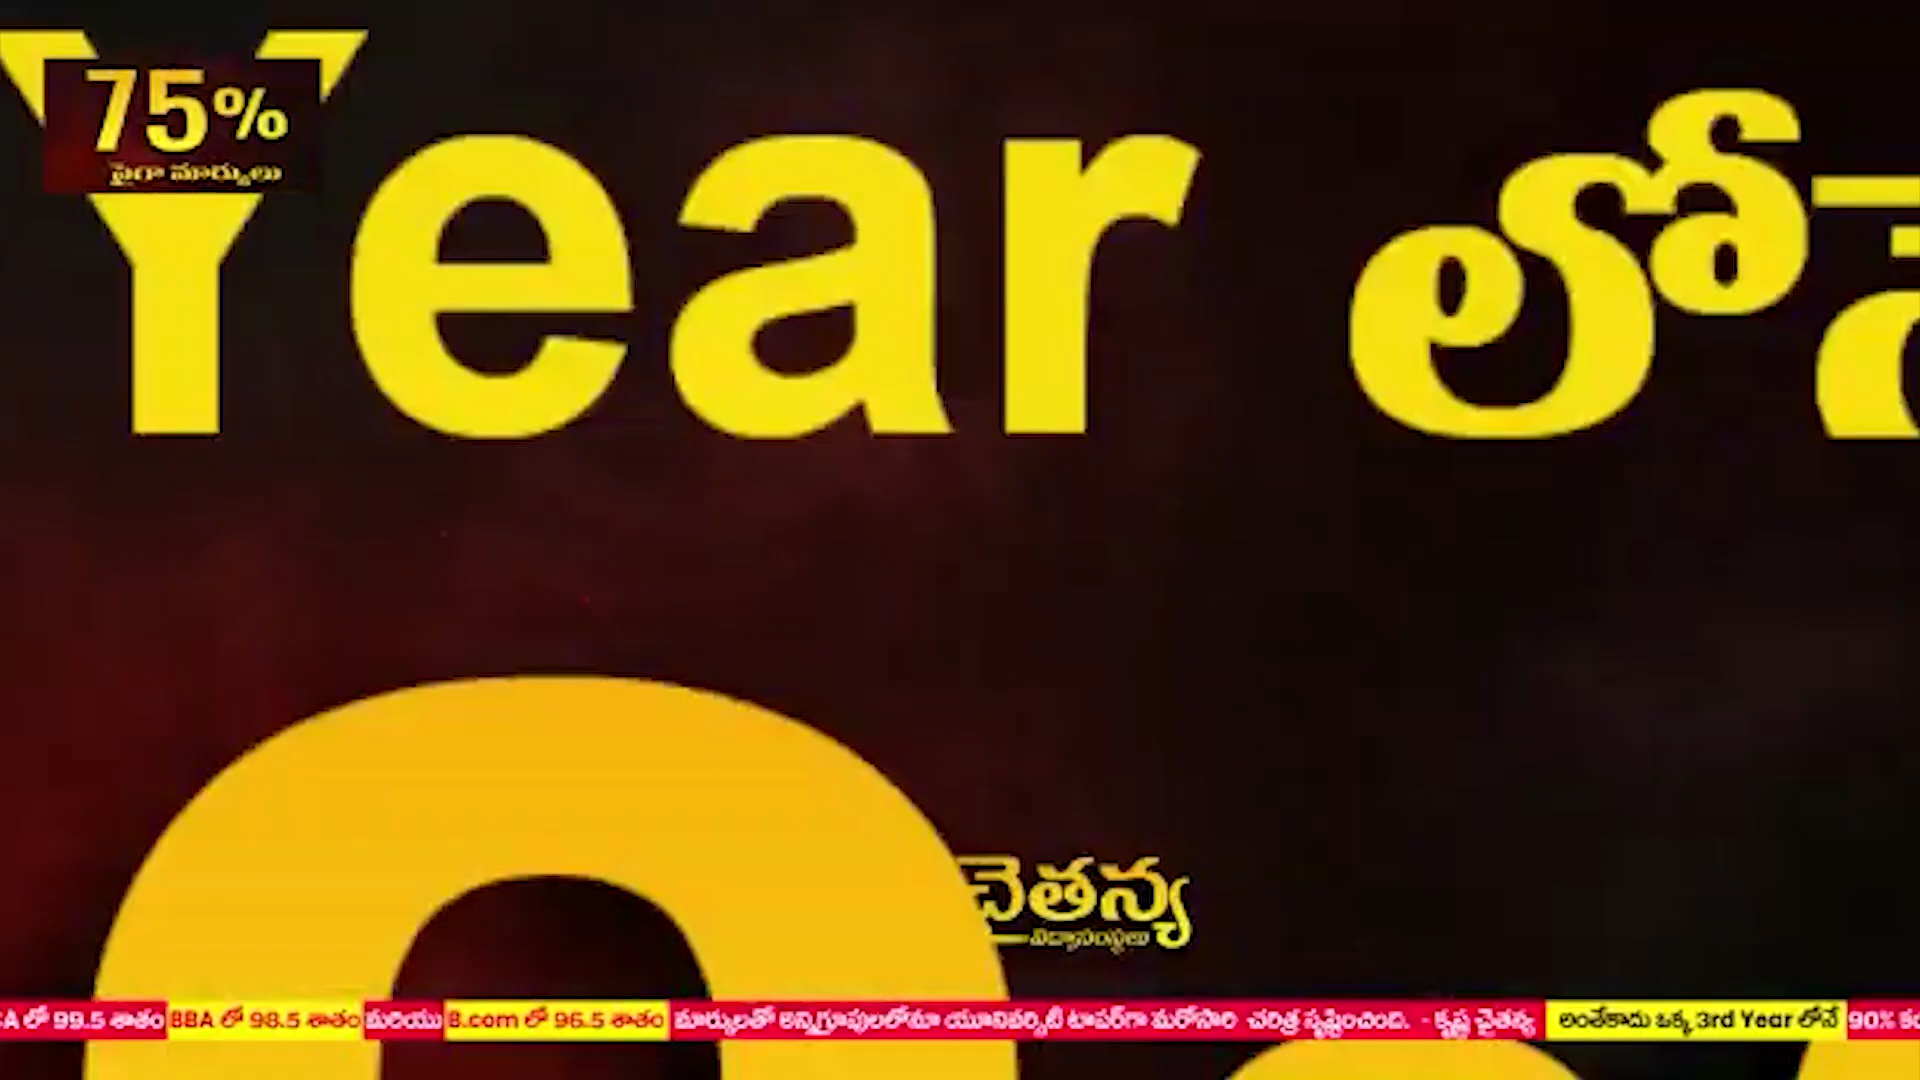 75%
పైగా మార్కులు
Year లోనే
చైతన్య
విద్యాసంస్థలు
లో 99.5 శాతం BBA లో 98.5 శాతం మరియు B.com లో 96.5 శాతం మార్కులతో అన్నిగ్రూపులలోనూ యూనివర్సిటీ టాపర్‌గా మరోసారి చరిత్ర సృష్టించింది. - కృష్ణ చైతన్య అంతేకాదు ఒక్క 3rd Year లోనే 90%